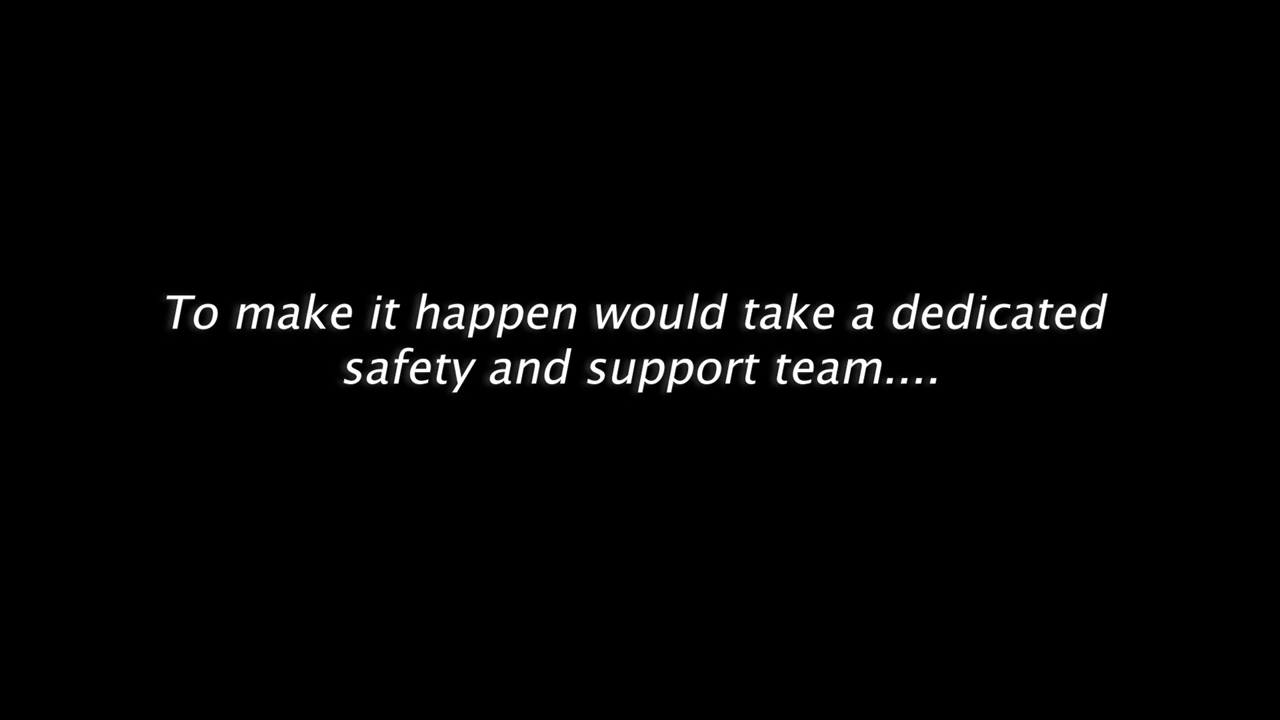 To make it happen would take a dedicated
safety and support team....